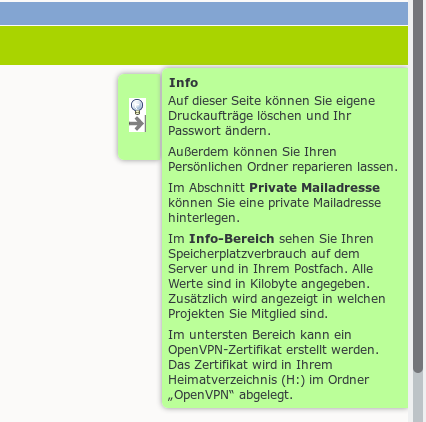 Info
Auf dieser Seite können Sie eigene
Druckaufträge löschen und Ihr
Passwort ändern.
Außerdem können Sie Ihren
Persönlichen Ordner reparieren lassen.
Im Abschnitt Private Mailadresse
können Sie eine private Mailadresse
hinterlegen.
Im Info-Bereich sehen Sie Ihren
Speicherplatzverbrauch auf dem
Server und in Ihrem Postfach. Alle
Werte sind in Kilobyte angegeben.
Zusätzlich wird angezeigt in welchen
Projekten Sie Mitglied sind.
Im untersten Bereich kann ein
OpenVPN-Zertifikat erstellt werden.
Das Zertifikat wird in Ihrem
Heimatverzeichnis (H:) im Ordner
„OpenVPN“ abgelegt.